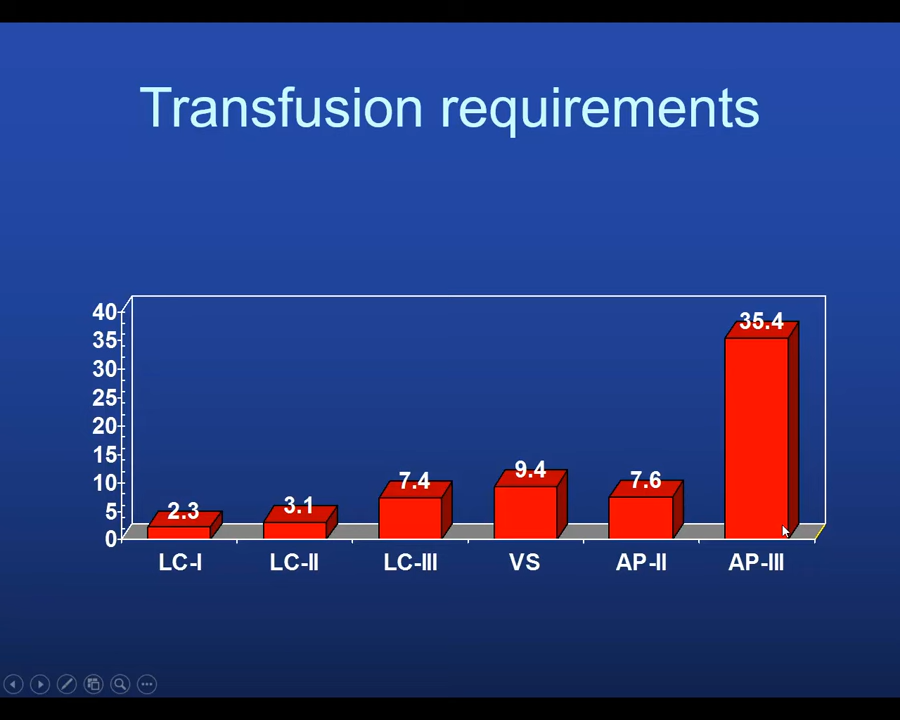 Transfusion requirements
40
35
30
25
20
15
10
5
0
2.3
3.1
7.4
9.4
7.6
35.4
LC-I
LC-II
LC-III
VS
AP-II
AP-III